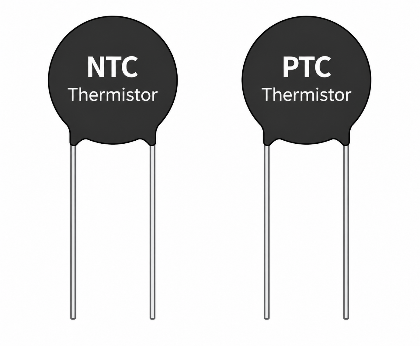 NTC
Thermistor
PTC
Thermistor